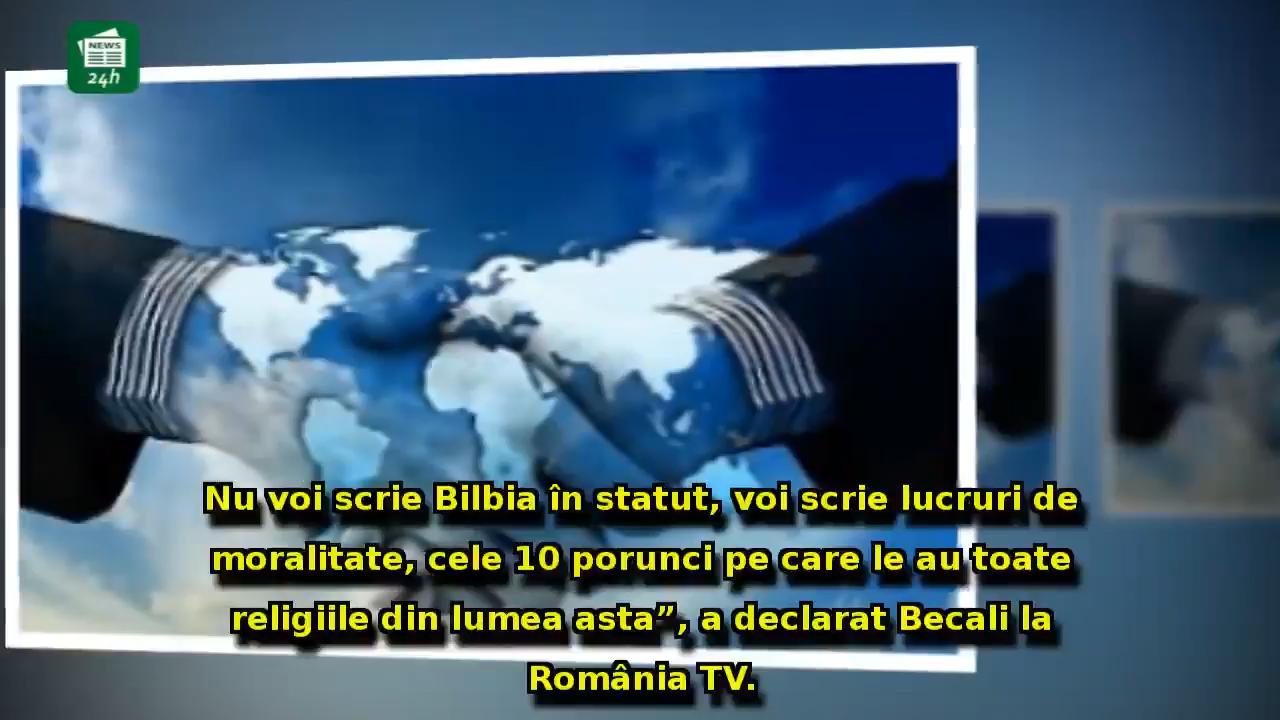 NEWS
24h
Nu voi scrie Bilbia în statut, voi scrie lucruri de
moralitate, cele 10 porunci pe care le au toate
religiile din lumea asta”, a declarat Becali la
România TV.